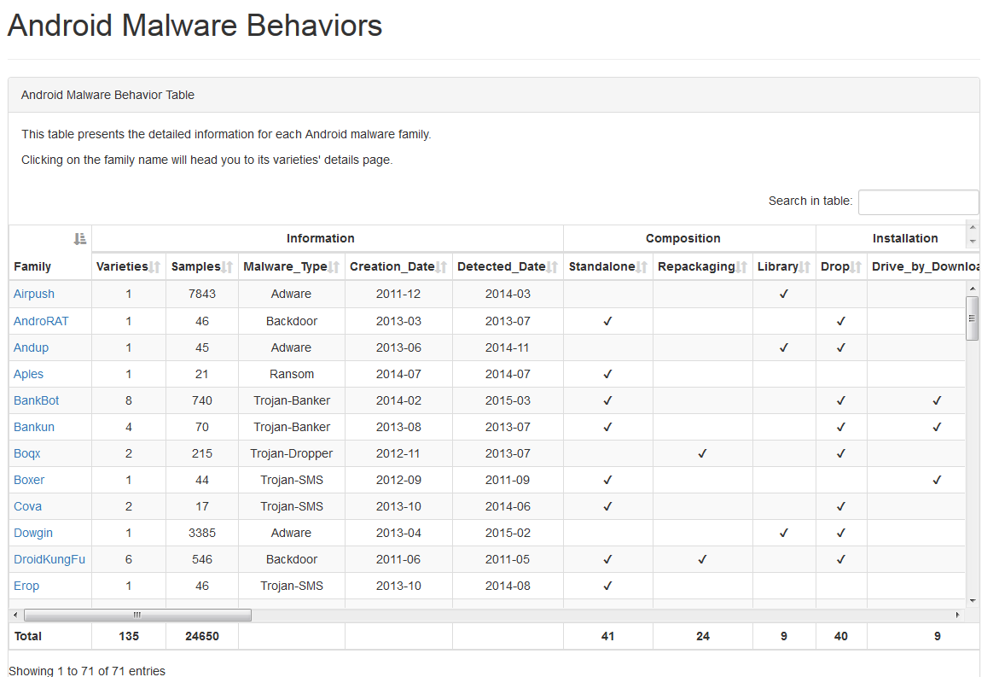 Android Malware Behaviors
Android Malware Behavior Table
This table presents the detailed information for each Android malware family.
Clicking on the family name will head you to its varieties' details page.
Search in table:
Information Composition Installation
Family Varieties Samples Malware_Type Creation_Date Detected_Date Standalone Repackaging Library Drop Drive_by_Downloa
Airpush 1 7843 Adware 2011-12 2014-03 ✓
AndroRAT 1 46 Backdoor 2013-03 2013-07 ✓ ✓
Andup 1 45 Adware 2013-06 2014-11 ✓ ✓
Aples 1 21 Ransom 2014-07 2014-07 ✓
BankBot 8 740 Trojan-Banker 2014-02 2015-03 ✓ ✓ ✓
Bankun 4 70 Trojan-Banker 2013-08 2013-07 ✓ ✓ ✓
Boqx 2 215 Trojan-Dropper 2012-11 2013-07 ✓ ✓
Boxer 1 44 Trojan-SMS 2012-09 2011-09 ✓ ✓
Cova 2 17 Trojan-SMS 2013-10 2014-06 ✓ ✓
Dowgin 1 3385 Adware 2013-04 2015-02 ✓ ✓
DroidKungFu 6 546 Backdoor 2011-06 2011-05 ✓ ✓ ✓
Erop 1 46 Trojan-SMS 2013-10 2014-08 ✓
Total 135 24650 41 24 9 40 9
Showing 1 to 71 of 71 entries